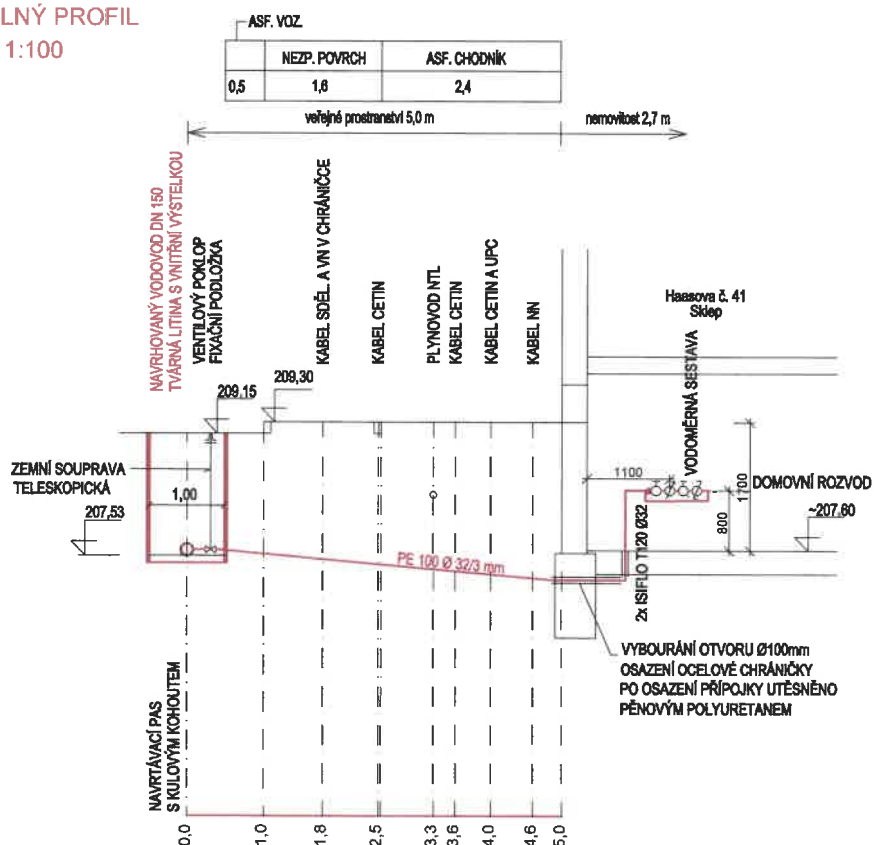 LNÝ PROFIL
1:100
ASF. VOZ.
NEZP. POVRCH
ASF. CHODNÍK
0,5
1,6
2,4
veřejné prostranství 5,0 m
nemovitost 2,7 m
NAVRHOVANÝ VODOVOD DN 150
TVÁRNÁ LITINA S VNITŘNÍ VÝSTELKOU
VENTILOVÝ POKLOP
FIXAČNÍ PODLOŽKA
KABEL SDĚL. A VN V CHRÁNIČCE
KABEL CETIN
PLYNOVOD NTL
KABEL CETIN
KABEL CETIN A UPC
KABEL NN
Haasova č. 41
Sklep
VODOMĚRNÁ SESTAVA
209.15
209,30
ZEMNÍ SOUPRAVA
TELESKOPICKÁ
1,00
207,53
1100
1700
800
DOMOVNÍ ROZVOD
~207.60
PE 100 Ø 32/3 mm
2x ISIFLO T120 Ø32
VYBOURÁNÍ OTVORU Ø100mm
OSAZENÍ OCELOVÉ CHRÁNIČKY
PO OSAZENÍ PŘÍPOJKY UTĚSNĚNO
PĚNOVÝM POLYURETANEM
NAVRTÁVACÍ PAS
S KULOVÝM KOHOUTEM
0,0
1,0
1,8
2,5
3,3
3,6
4,0
4,6
5,0